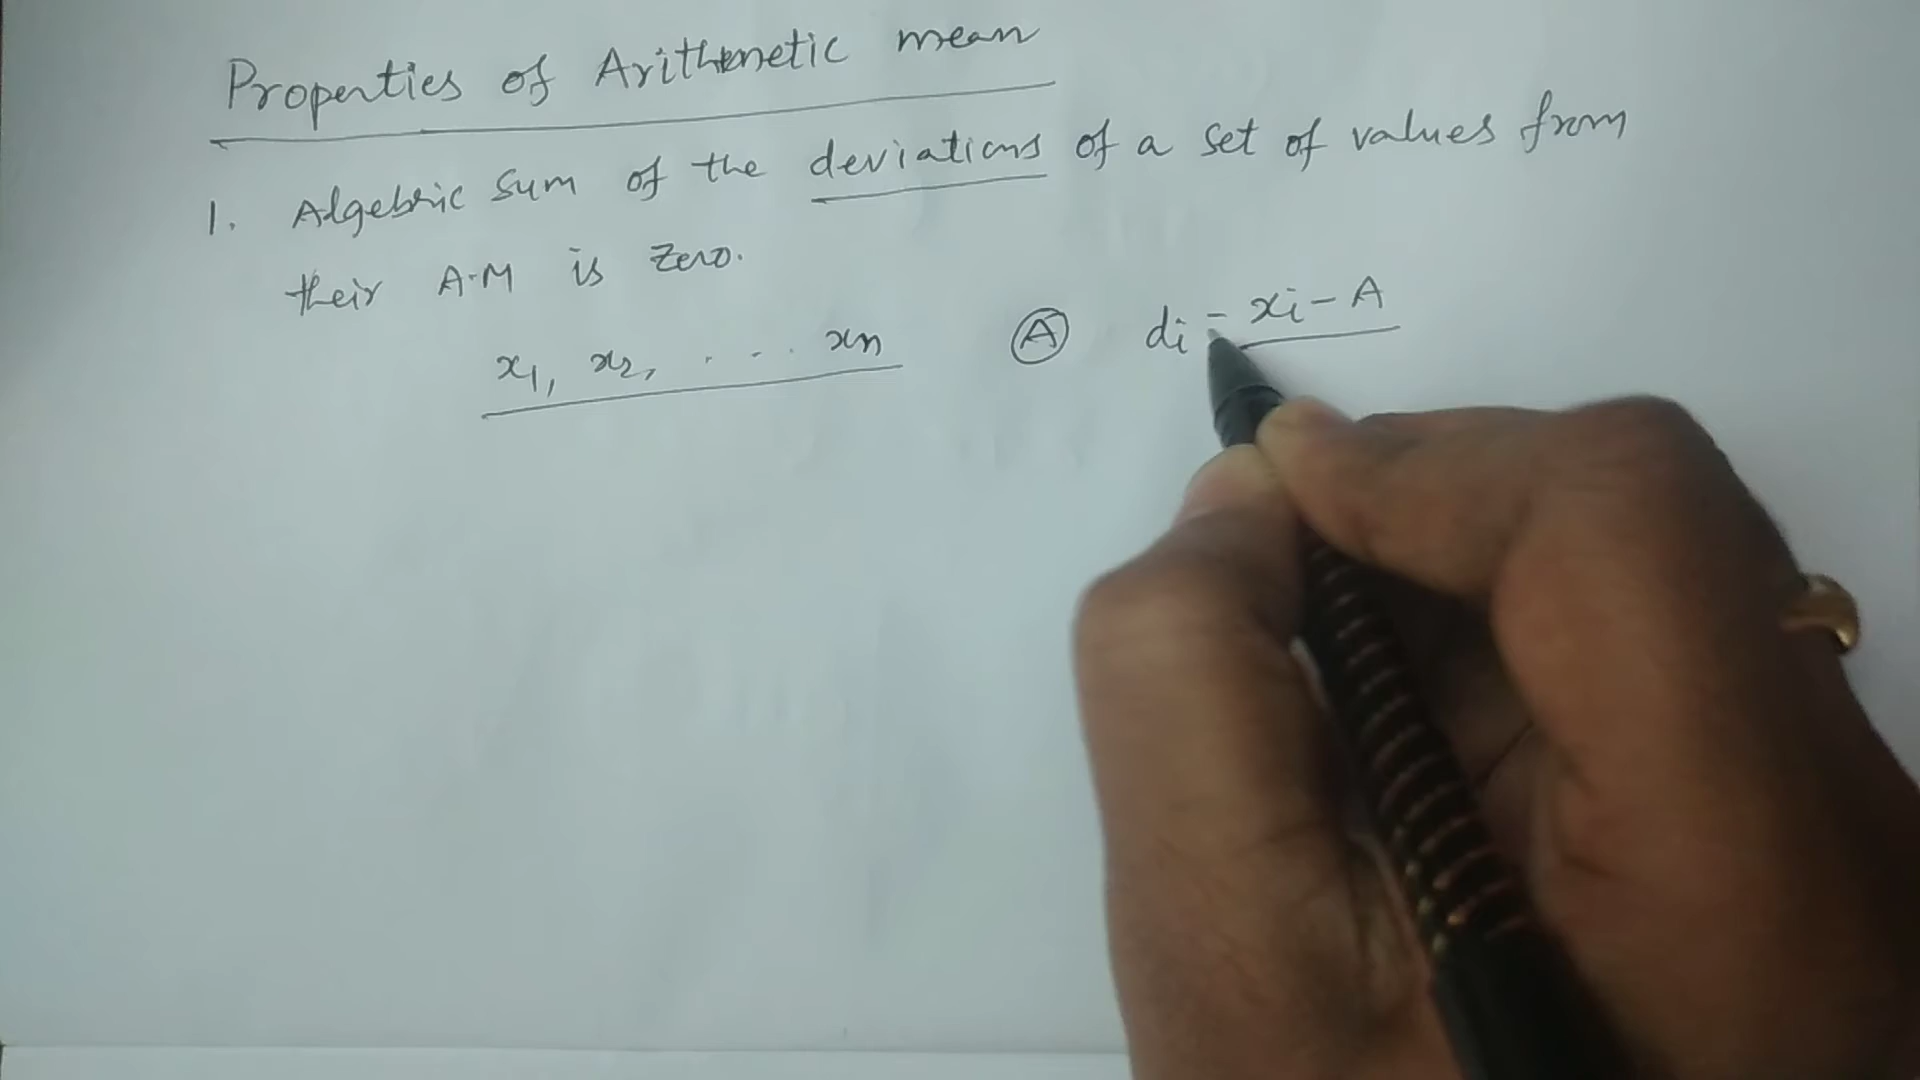 Properties of Arithmetic mean
1. Algebric sum of the deviations of a set of values from
their A.M is zero.
x1, x2, . . . . xn A di = xi - A